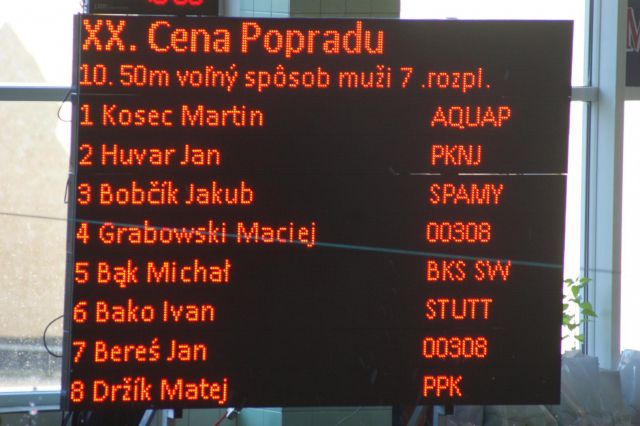 XX. Cena Popradu
10. 50m voľný spôsob muži 7 .rozpl.
1 Kosec Martin AQUAP
2 Huvar Jan PKNJ
3 Bobčík Jakub SPAMY
4 Grabowski Maciej 00308
5 Bąk Michał BKS SW
6 Bako Ivan STUTT
7 Bereś Jan 00308
8 Držík Matej PPK